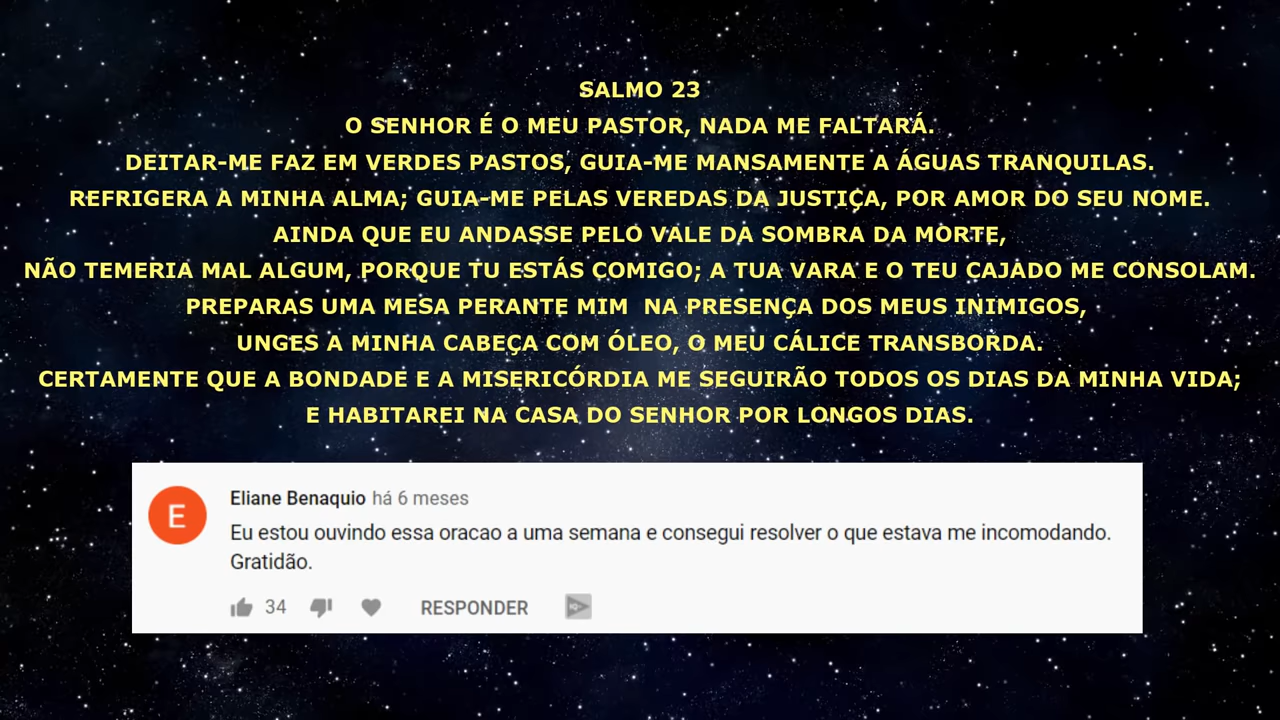 SALMO 23
O SENHOR É O MEU PASTOR, NADA ME FALTARÁ.
DEITAR-ME FAZ EM VERDES PASTOS, GUIA-ME MANSAMENTE A ÁGUAS TRANQUILAS.
REFRIGERA A MINHA ALMA; GUIA-ME PELAS VEREDAS DA JUSTIÇA, POR AMOR DO SEU NOME.
AINDA QUE EU ANDASSE PELO VALE DA SOMBRA DA MORTE,
NÃO TEMERIA MAL ALGUM, PORQUE TU ESTÁS COMIGO; A TUA VARA E O TEU CAJADO ME CONSOLAM.
PREPARAS UMA MESA PERANTE MIM  NA PRESENÇA DOS MEUS INIMIGOS,
UNGES A MINHA CABEÇA COM ÓLEO, O MEU CÁLICE TRANSBORDA.
CERTAMENTE QUE A BONDADE E A MISERICÓRDIA ME SEGUIRÃO TODOS OS DIAS DA MINHA VIDA;
E HABITAREI NA CASA DO SENHOR POR LONGOS DIAS.
E
Eliane Benaquio há 6 meses
Eu estou ouvindo essa oracao a uma semana e consegui resolver o que estava me incomodando.
Gratidão.
34 RESPONDER